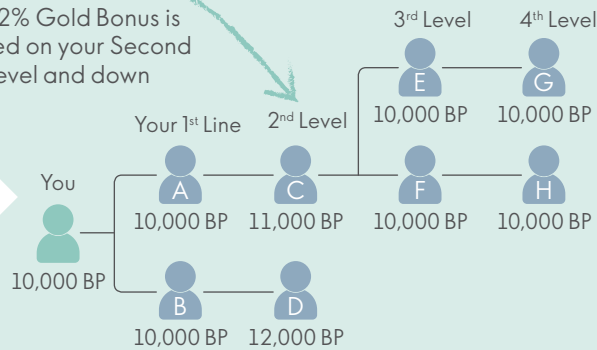 2% Gold Bonus is
ed on your Second
evel and down
3rd Level
4th Level
E
G
10,000 BP
10,000 BP
Your 1st Line
2nd Level
You
A
C
F
H
10,000 BP
11,000 BP
10,000 BP
10,000 BP
10,000 BP
B
D
10,000 BP
12,000 BP